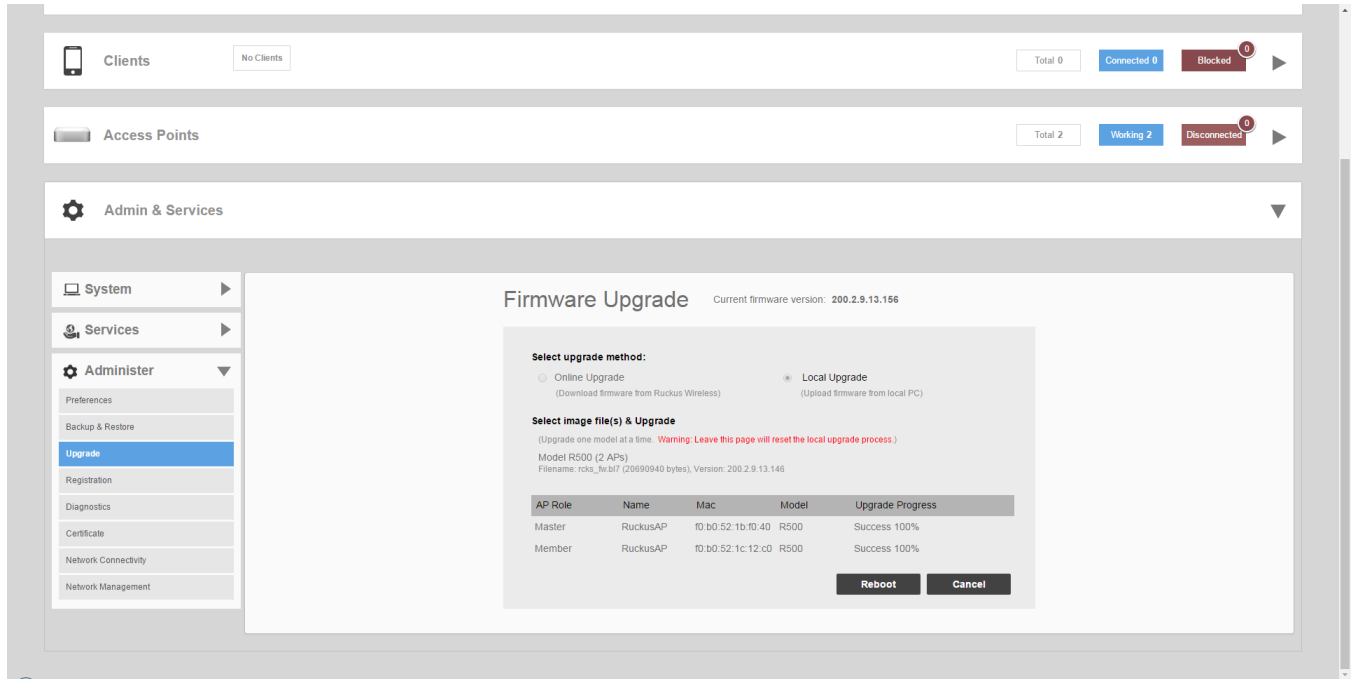 Clients
No Clients
Total 0
Connected 0
Blocked
0
Access Points
Total 2
Working 2
Disconnected
0
Admin & Services
System
Services
Administer
Preferences
Backup & Restore
Upgrade
Registration
Diagnostics
Certificate
Network Connectivity
Network Management
Firmware Upgrade Current firmware version: 200.2.9.13.156
Select upgrade method:
Online Upgrade Local Upgrade
(Download firmware from Ruckus Wireless) (Upload firmware from local PC)
Select image file(s) & Upgrade
(Upgrade one model at a time. Warning: Leave this page will reset the local upgrade process.)
Model R500 (2 APs)
Filename: rcks_fw.bl7 (20690940 bytes), Version: 200.2.9.13.146
AP Role Name Mac Model Upgrade Progress
Master RuckusAP f0:b0:52:1b:f0:40 R500 Success 100%
Member RuckusAP f0:b0:52:1c:12:c0 R500 Success 100%
Reboot Cancel